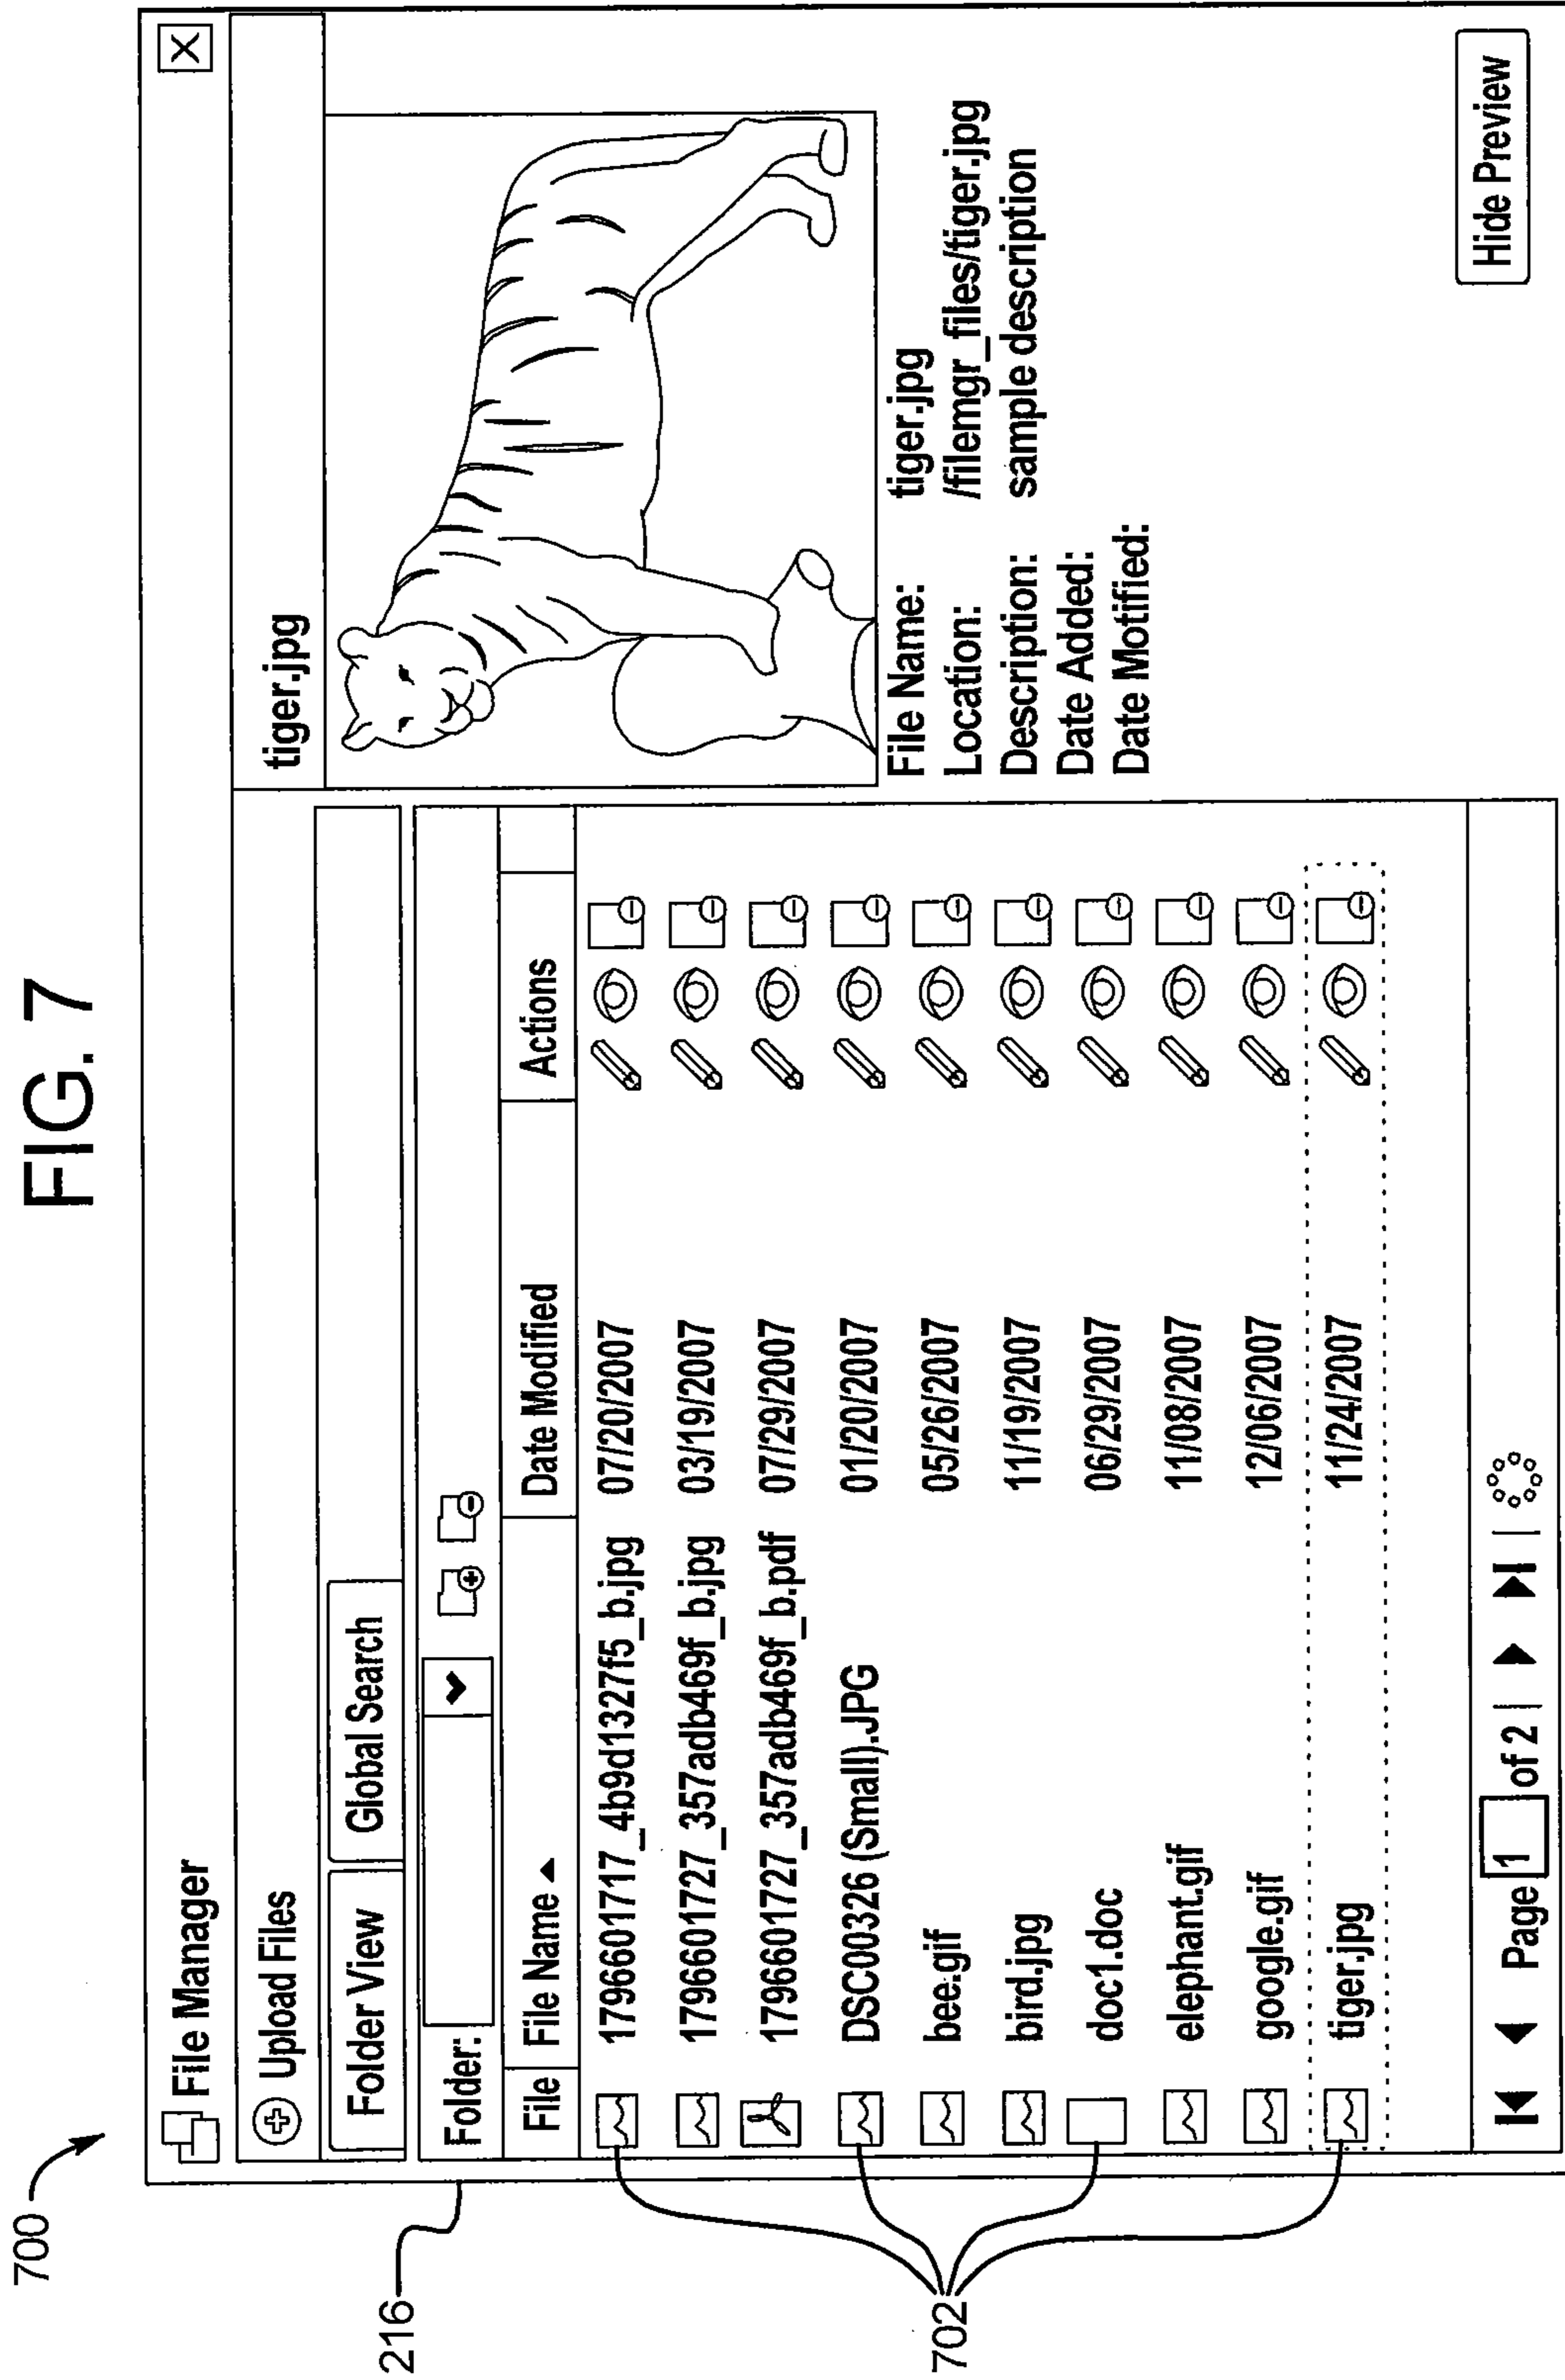 FIG. 7
700
216
702
File Manager
X
Upload Files
Folder View
Global Search
Folder:
File
File Name
Date Modified
Actions
1796601717_4b9d1327f5_b.jpg 07/20/2007
1796601727_357adb469f_b.jpg 03/19/2007
1796601727_357adb469f_b.pdf 07/29/2007
DSC00326 (Small).JPG 01/20/2007
bee.gif 05/26/2007
bird.jpg 11/19/2007
doc1.doc 06/29/2007
elephant.gif 11/08/2007
google.gif 12/06/2007
tiger.jpg 11/24/2007
Page 1 of 2
tiger.jpg
File Name: tiger.jpg
Location: /filemgr_files/tiger.jpg
Description: sample description
Date Added:
Date Motified:
Hide Preview